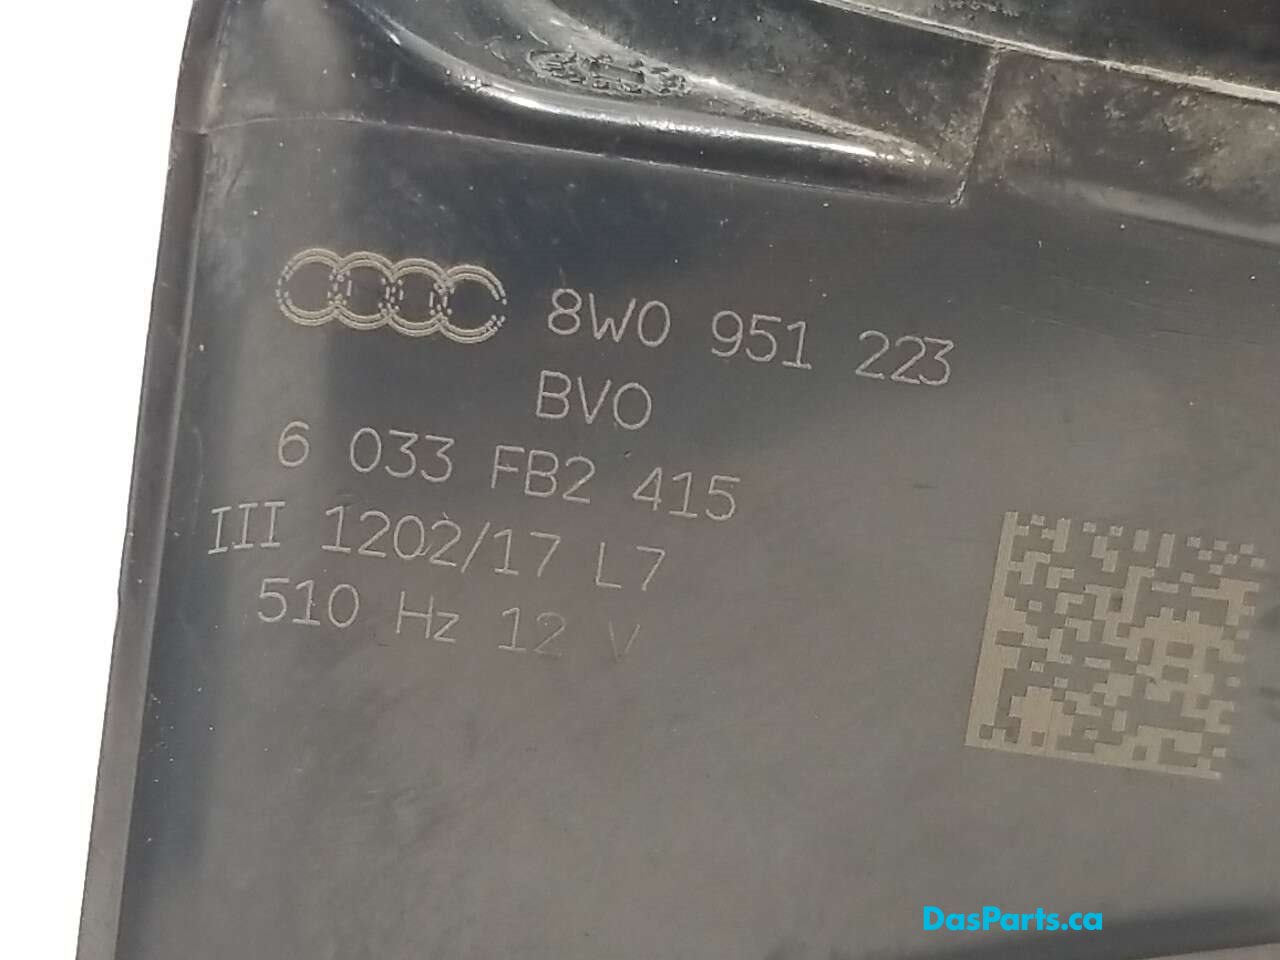 8W0 951 223
BVO
6 033 FB2 415
III 1202/17 L7
510 Hz 12 V
DasParts.ca